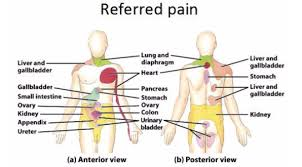 Referred pain
Liver and
gallbladder
Gallbladder
Small intestine
Ovary
Kidney
Appendix
Ureter
Lung and
diaphragm
Heart
Pancreas
Stomach
Ovary
Colon
Kidney
Urinary
bladder
Liver and
gallbladder
Stomach
Liver and
gallbladder
Kidney
(a) Anterior view
(b) Posterior view